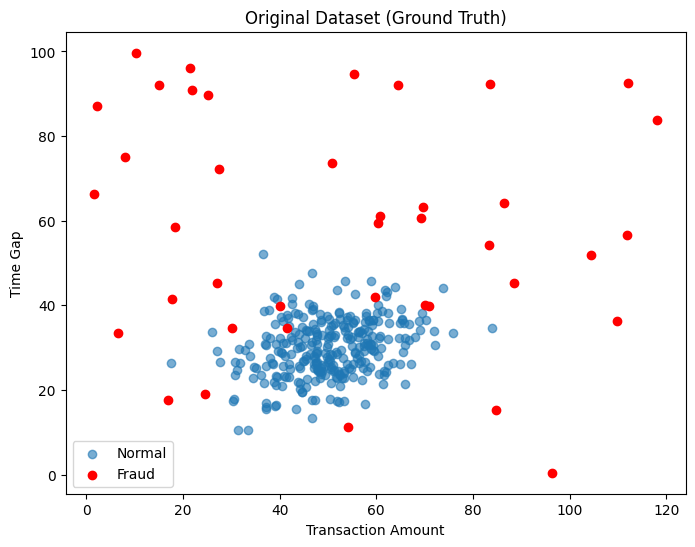 Original Dataset (Ground Truth)
Time Gap
100
80
60
40
20
0
Normal
Fraud
0 20 40 60 80 100 120
Transaction Amount